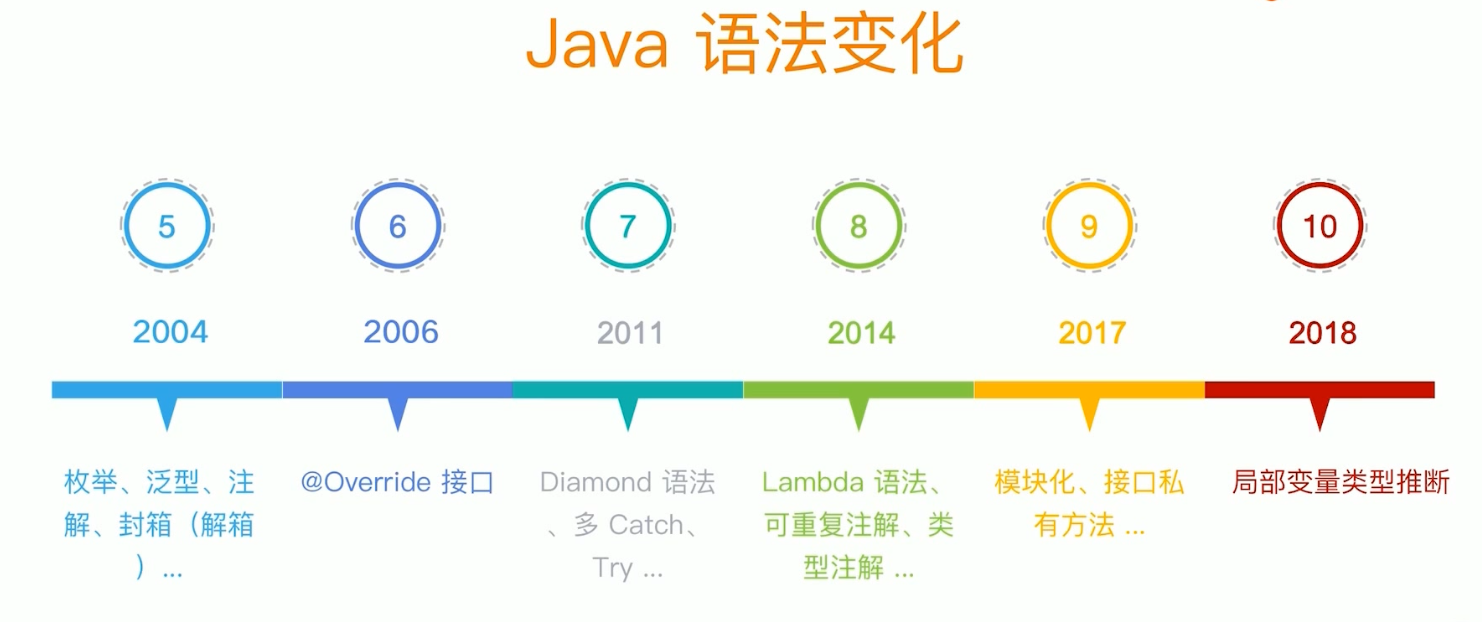 Java 语法变化
5
6
7
8
9
10
2004
2006
2011
2014
2017
2018
枚举、泛型、注
解、封箱（解箱
）...
@Override 接口
Diamond 语法
、多 Catch、
Try ...
Lambda 语法、
可重复注解、类
型注解 ...
模块化、接口私
有方法 ...
局部变量类型推断